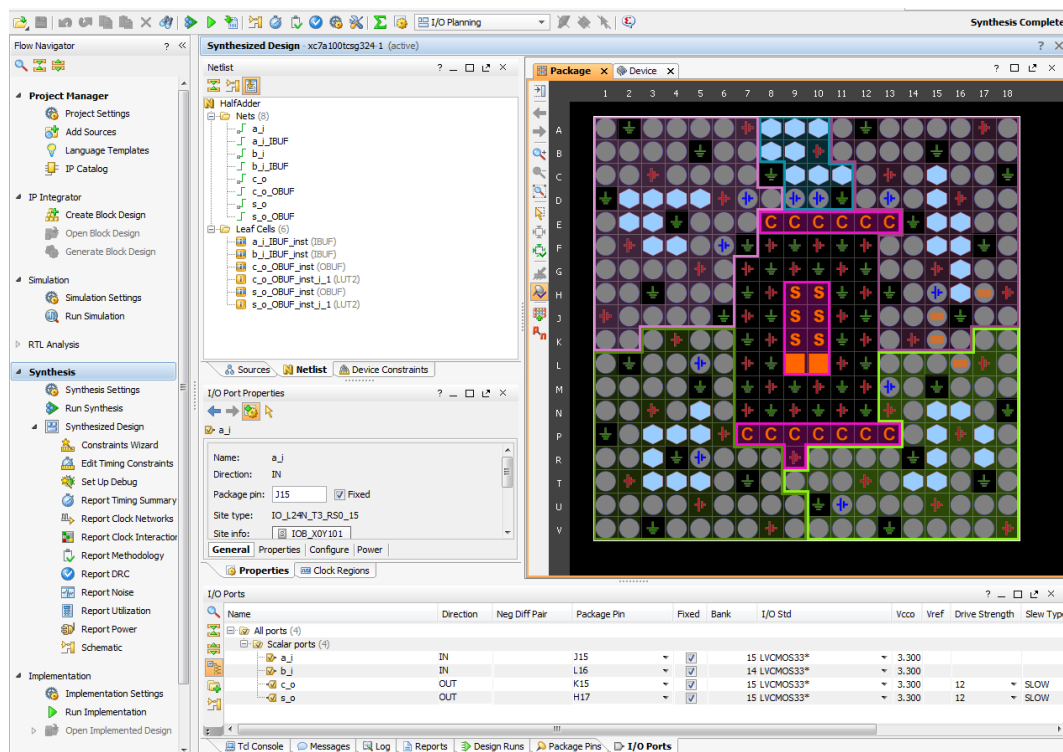 I/O Planning
Synthesis Complete
Flow Navigator ? «
Synthesized Design - xc7a100tcsg324-1 (active) ? ×
Project Manager
Project Settings
Add Sources
Language Templates
IP Catalog
IP Integrator
Create Block Design
Open Block Design
Generate Block Design
Simulation
Simulation Settings
Run Simulation
RTL Analysis
Synthesis
Synthesis Settings
Run Synthesis
Synthesized Design
Constraints Wizard
Edit Timing Constraints
Set Up Debug
Report Timing Summary
Report Clock Networks
Report Clock Interaction
Report Methodology
Report DRC
Report Noise
Report Utilization
Report Power
Schematic
Implementation
Implementation Settings
Run Implementation
Open Implemented Design
Netlist
HalfAdder
Nets (8)
a_i
a_i_IBUF
b_i
b_i_IBUF
c_o
c_o_OBUF
s_o
s_o_OBUF
Leaf Cells (6)
a_i_IBUF_inst (IBUF)
b_i_IBUF_inst (IBUF)
c_o_OBUF_inst (OBUF)
c_o_OBUF_inst_i_1 (LUT2)
s_o_OBUF_inst (OBUF)
s_o_OBUF_inst_i_1 (LUT2)
Sources Netlist Device Constraints
I/O Port Properties
a_i
Name: a_i
Direction: IN
Package pin: J15 Fixed
Site type: IO_L24N_T3_RS0_15
Site info: IOB_X0Y101
General Properties Configure Power
Properties Clock Regions
Package × Device ×
1 2 3 4 5 6 7 8 9 10 11 12 13 14 15 16 17 18
A
B
C
D
E C C C C C C
F
G
H S S
J S S
K S S
L
M
N
P C C C C C C C
R
T
U
V
I/O Ports
Name Direction Neg Diff Pair Package Pin Fixed Bank I/O Std Vcco Vref Drive Strength Slew Type
All ports (4)
Scalar ports (4)
a_i IN J15 15 LVCMOS33* 3.300
b_i IN L16 14 LVCMOS33* 3.300
c_o OUT K15 15 LVCMOS33* 3.300 12 SLOW
s_o OUT H17 15 LVCMOS33* 3.300 12 SLOW
Tcl Console Messages Log Reports Design Runs Package Pins I/O Ports